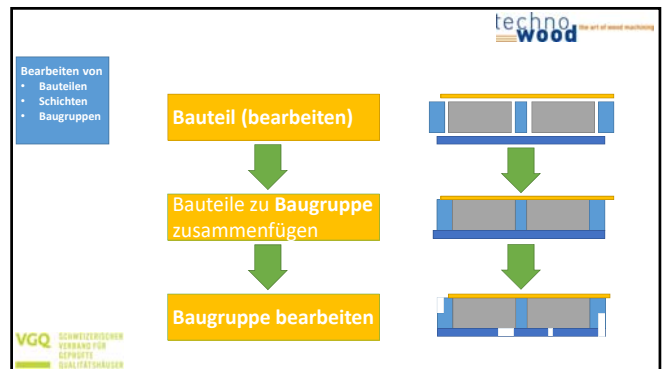 techno
wood the art of wood machining
Bearbeiten von
• Bauteilen
• Schichten
• Baugruppen
Bauteil (bearbeiten)
Bauteile zu Baugruppe
zusammenfügen
Baugruppe bearbeiten
VGQ SCHWEIZERISCHER
VERBAND FÜR
GEPRÜFTE
QUALITÄTSHÄUSER